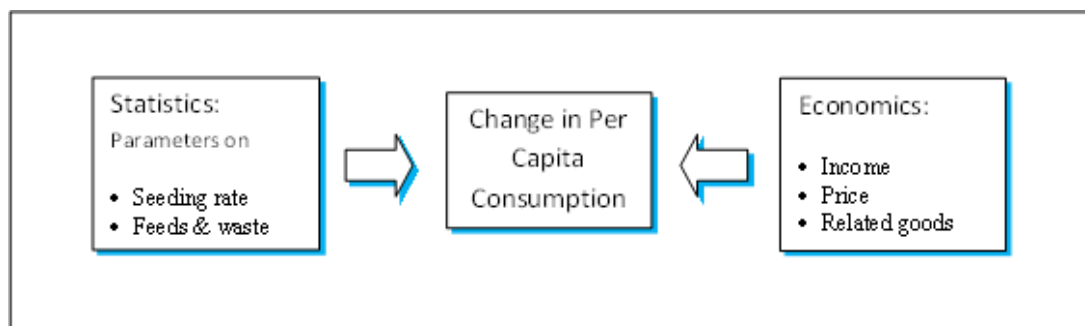 Statistics:
Parameters on
• Seeding rate
• Feeds & waste
Change in Per
Capita
Consumption
Economics:
• Income
• Price
• Related goods